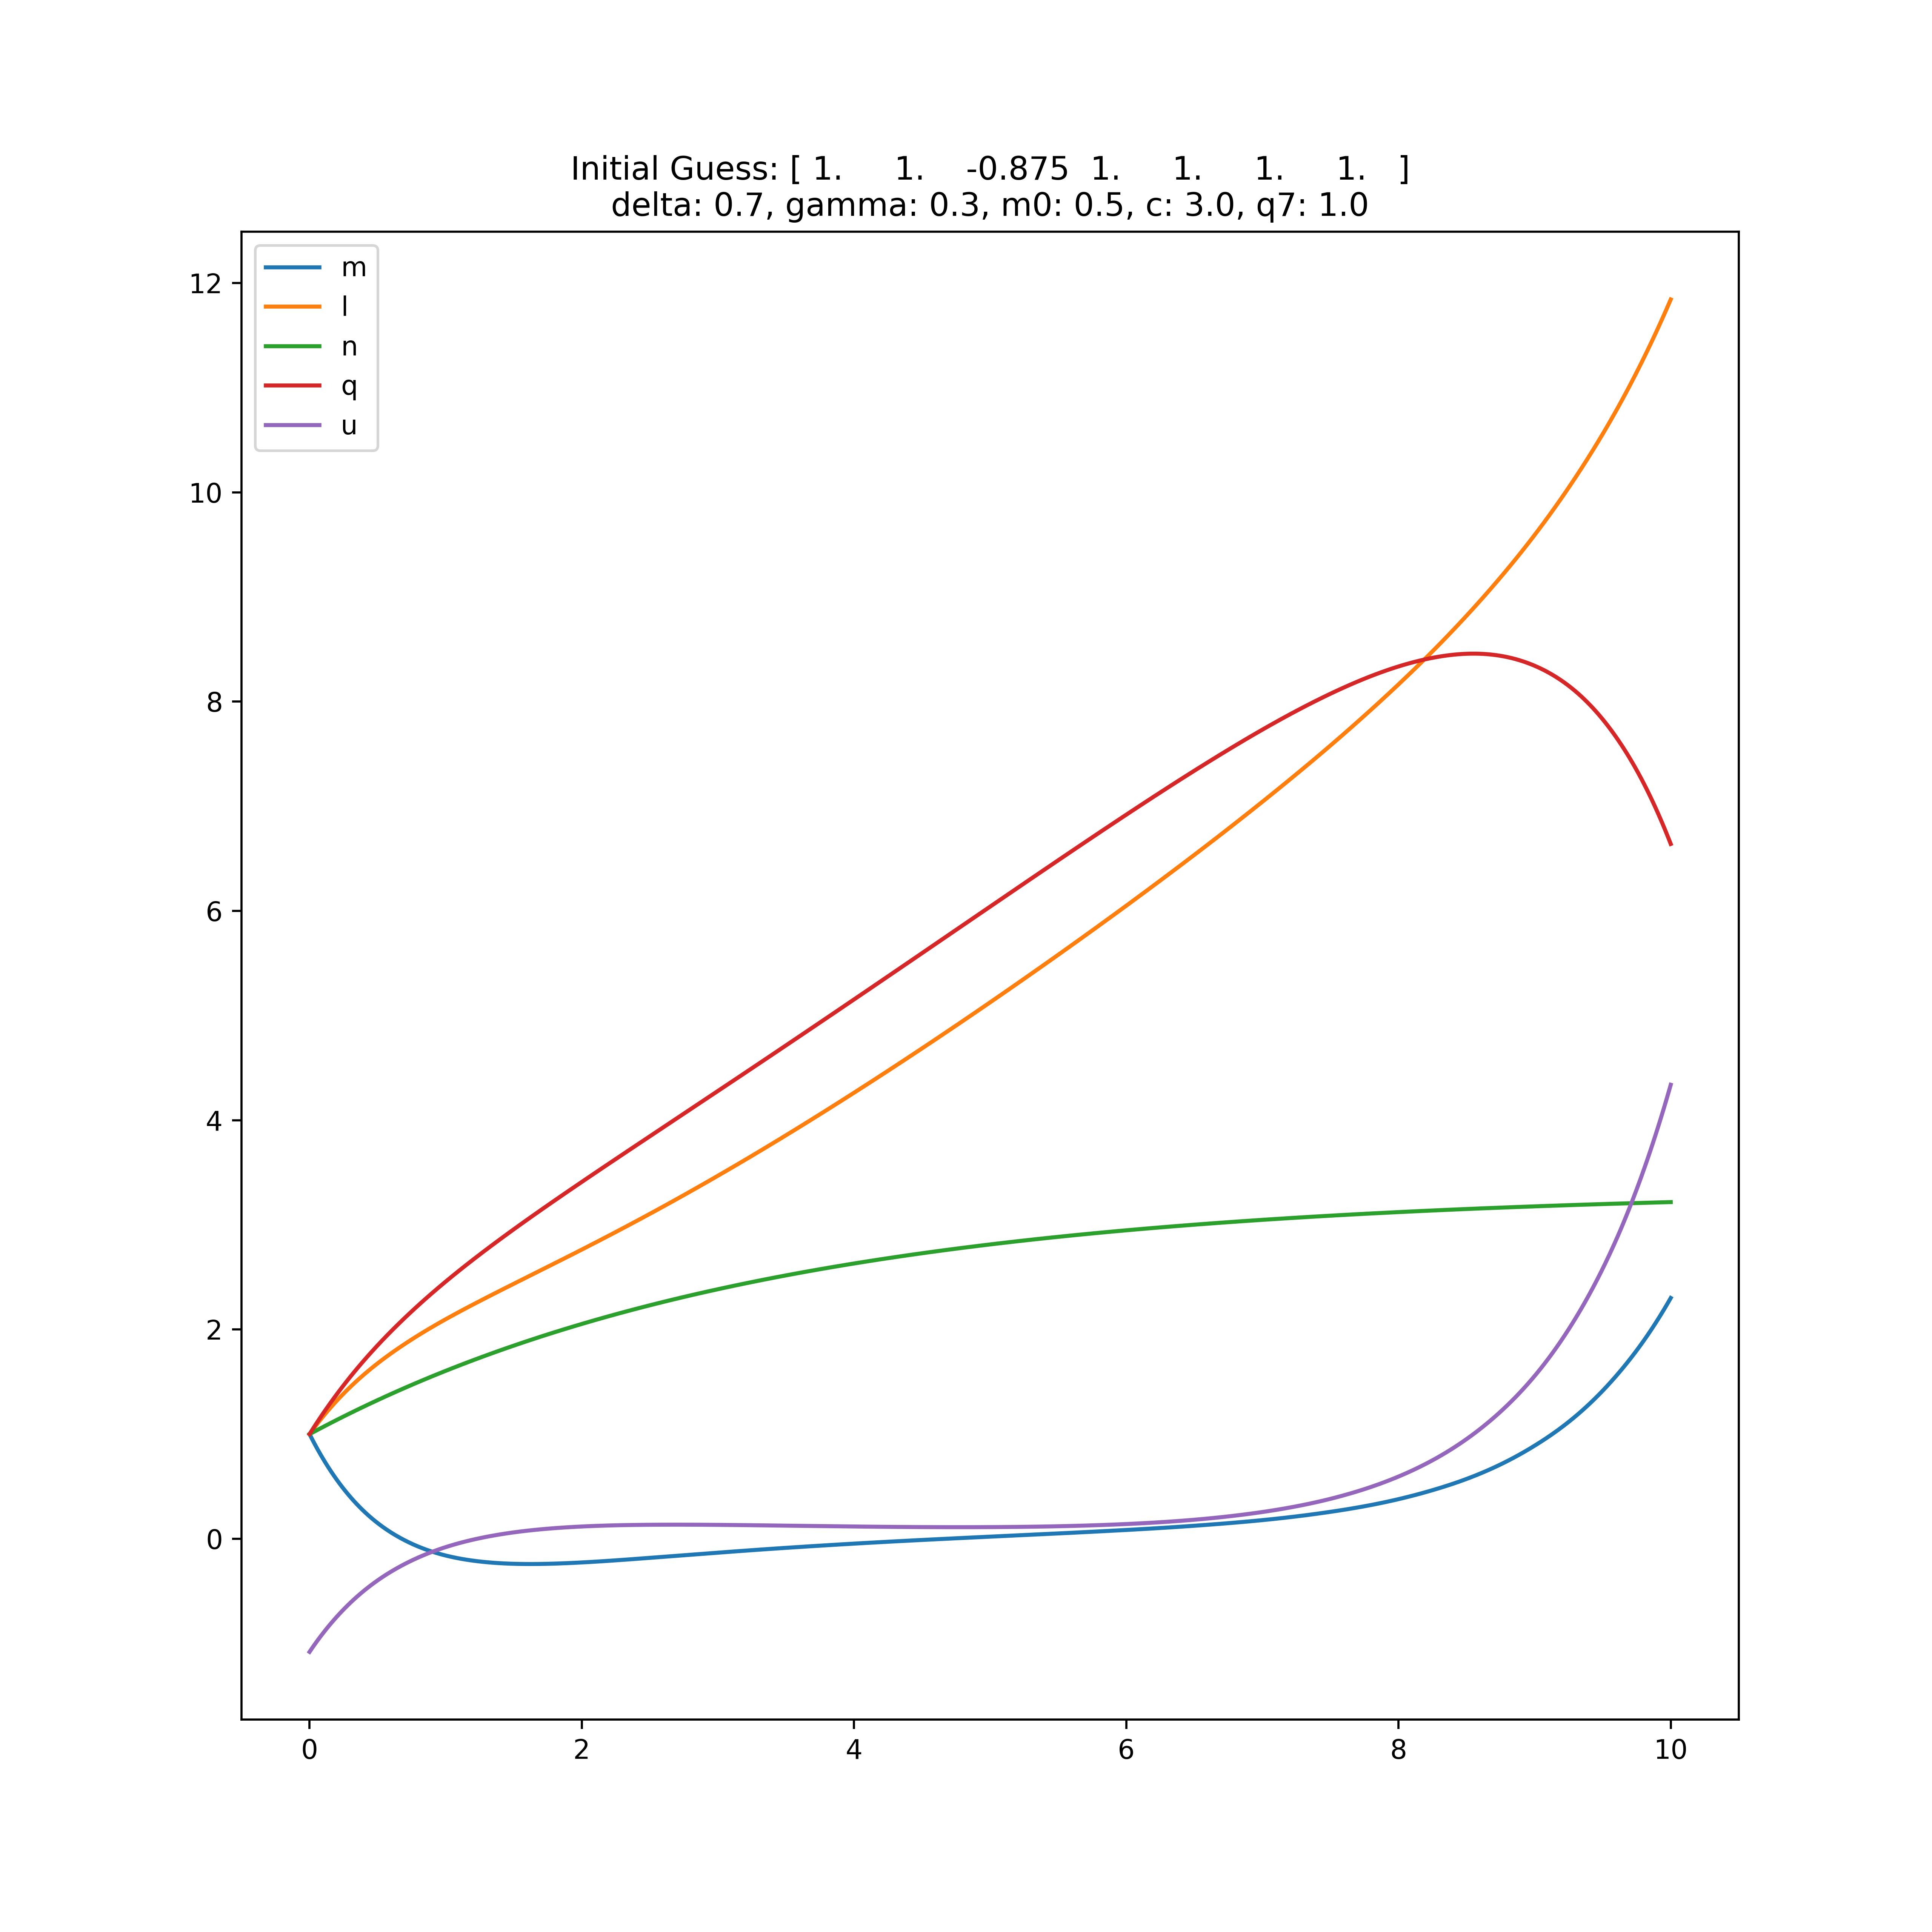 Initial Guess: [ 1. 1. -0.875 1. 1. 1. 1. ]
delta: 0.7, gamma: 0.3, m0: 0.5, c: 3.0, q7: 1.0
m
l
n
q
u
12
10
8
6
4
2
0
0 2 4 6 8 10